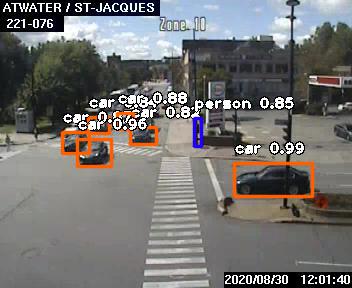 ATWATER / ST-JACQUES
221-076
Zone 10
car 0.88
person 0.85
car 0.82
car 0.96
car 0.99
2020/08/30 12:01:40